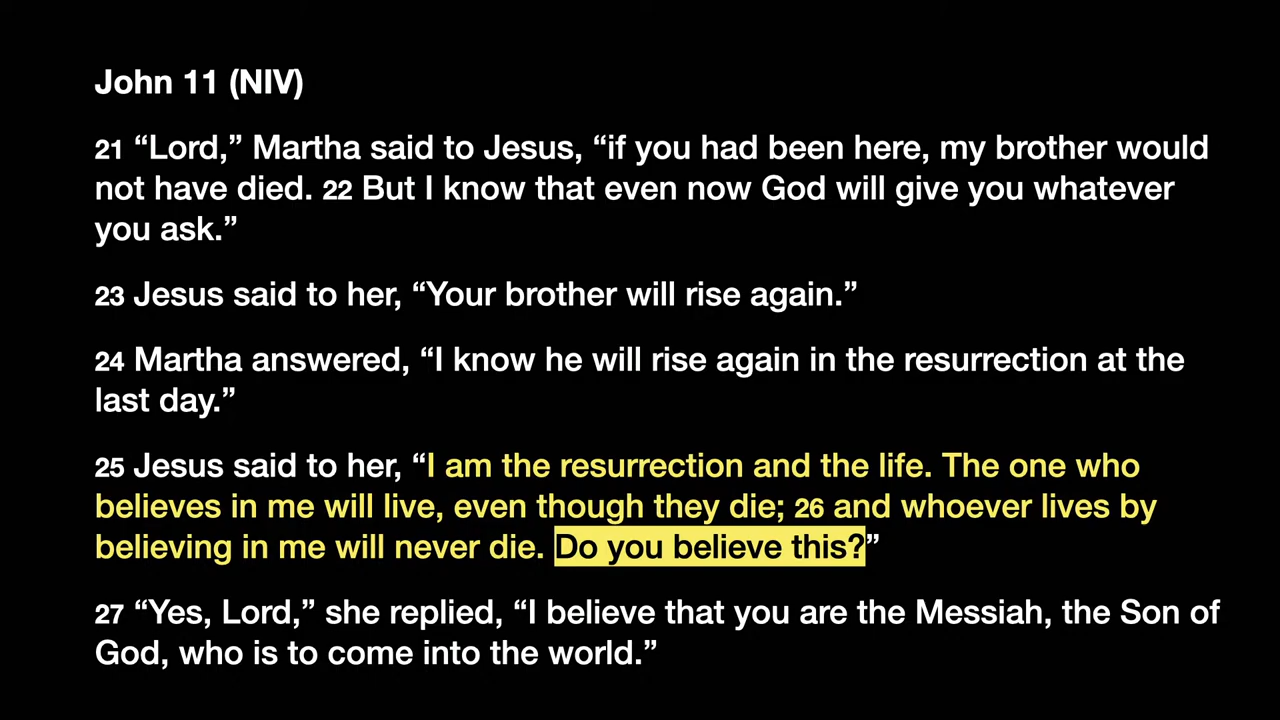 John 11 (NIV)
21 “Lord,” Martha said to Jesus, “if you had been here, my brother would
not have died. 22 But I know that even now God will give you whatever
you ask.”
23 Jesus said to her, “Your brother will rise again.”
24 Martha answered, “I know he will rise again in the resurrection at the
last day.”
25 Jesus said to her, “I am the resurrection and the life. The one who
believes in me will live, even though they die; 26 and whoever lives by
believing in me will never die. Do you believe this?”
27 “Yes, Lord,” she replied, “I believe that you are the Messiah, the Son of
God, who is to come into the world.”